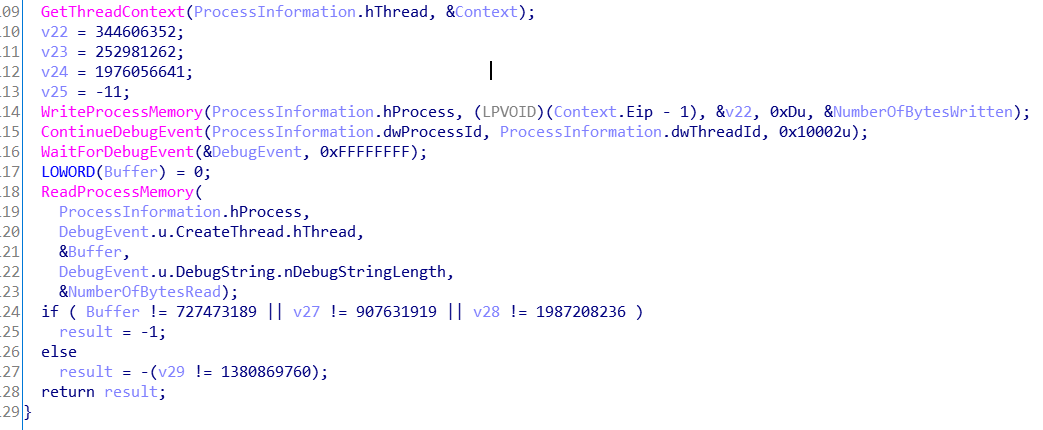 09 GetThreadContext(ProcessInformation.hThread, &Context);
10 v22 = 344606352;
11 v23 = 252981262;
12 v24 = 1976056641;
13 v25 = -11;
14 WriteProcessMemory(ProcessInformation.hProcess, (LPVOID)(Context.Eip - 1), &v22, 0xDu, &NumberOfBytesWritten);
15 ContinueDebugEvent(ProcessInformation.dwProcessId, ProcessInformation.dwThreadId, 0x10002u);
16 WaitForDebugEvent(&DebugEvent, 0xFFFFFFFF);
17 LOWORD(Buffer) = 0;
18 ReadProcessMemory(
19 ProcessInformation.hProcess,
20 DebugEvent.u.CreateThread.hThread,
21 &Buffer,
22 DebugEvent.u.DebugString.nDebugStringLength,
23 &NumberOfBytesRead);
24 if ( Buffer != 727473189 || v27 != 907631919 || v28 != 1987208236 )
25 result = -1;
26 else
27 result = -(v29 != 1380869760);
28 return result;
29 }